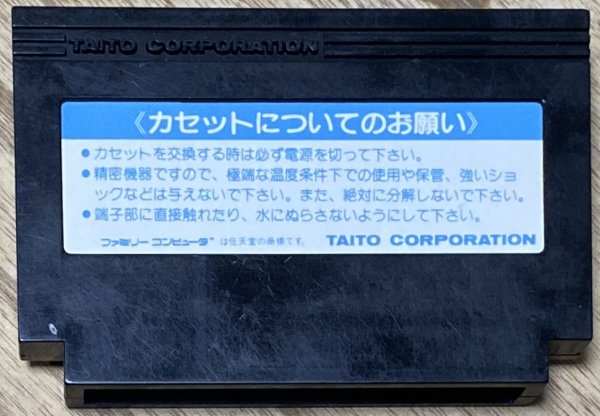 TAITO CORPORATION
《カセットについてのお願い》
●カセットを交換する時は必ず電源を切って下さい。
●精密機器ですので、極端な温度条件下での使用や保管、強いショ
ックなどは与えないで下さい。また、絶対に分解しないで下さい。
●端子部に直接触れたり、水にぬらさないようにして下さい。
ファミリー コンピュータ™ は任天堂の商標です。 TAITO CORPORATION